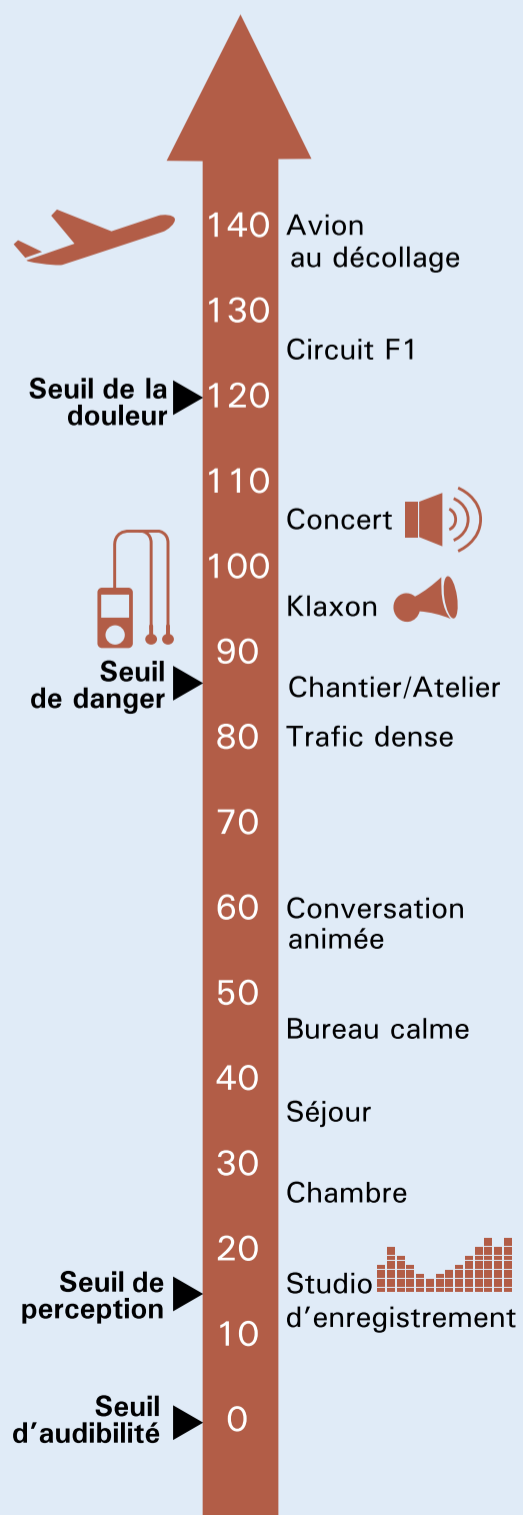 140 Avion
au décollage
130
Circuit F1
Seuil de la
douleur
120
110
Concert
100
Klaxon
90
Seuil
de danger
Chantier/Atelier
80 Trafic dense
70
60 Conversation
animée
50
Bureau calme
40
Séjour
30
Chambre
20
Seuil de
perception
Studio
d'enregistrement
10
Seuil
d'audibilité
0